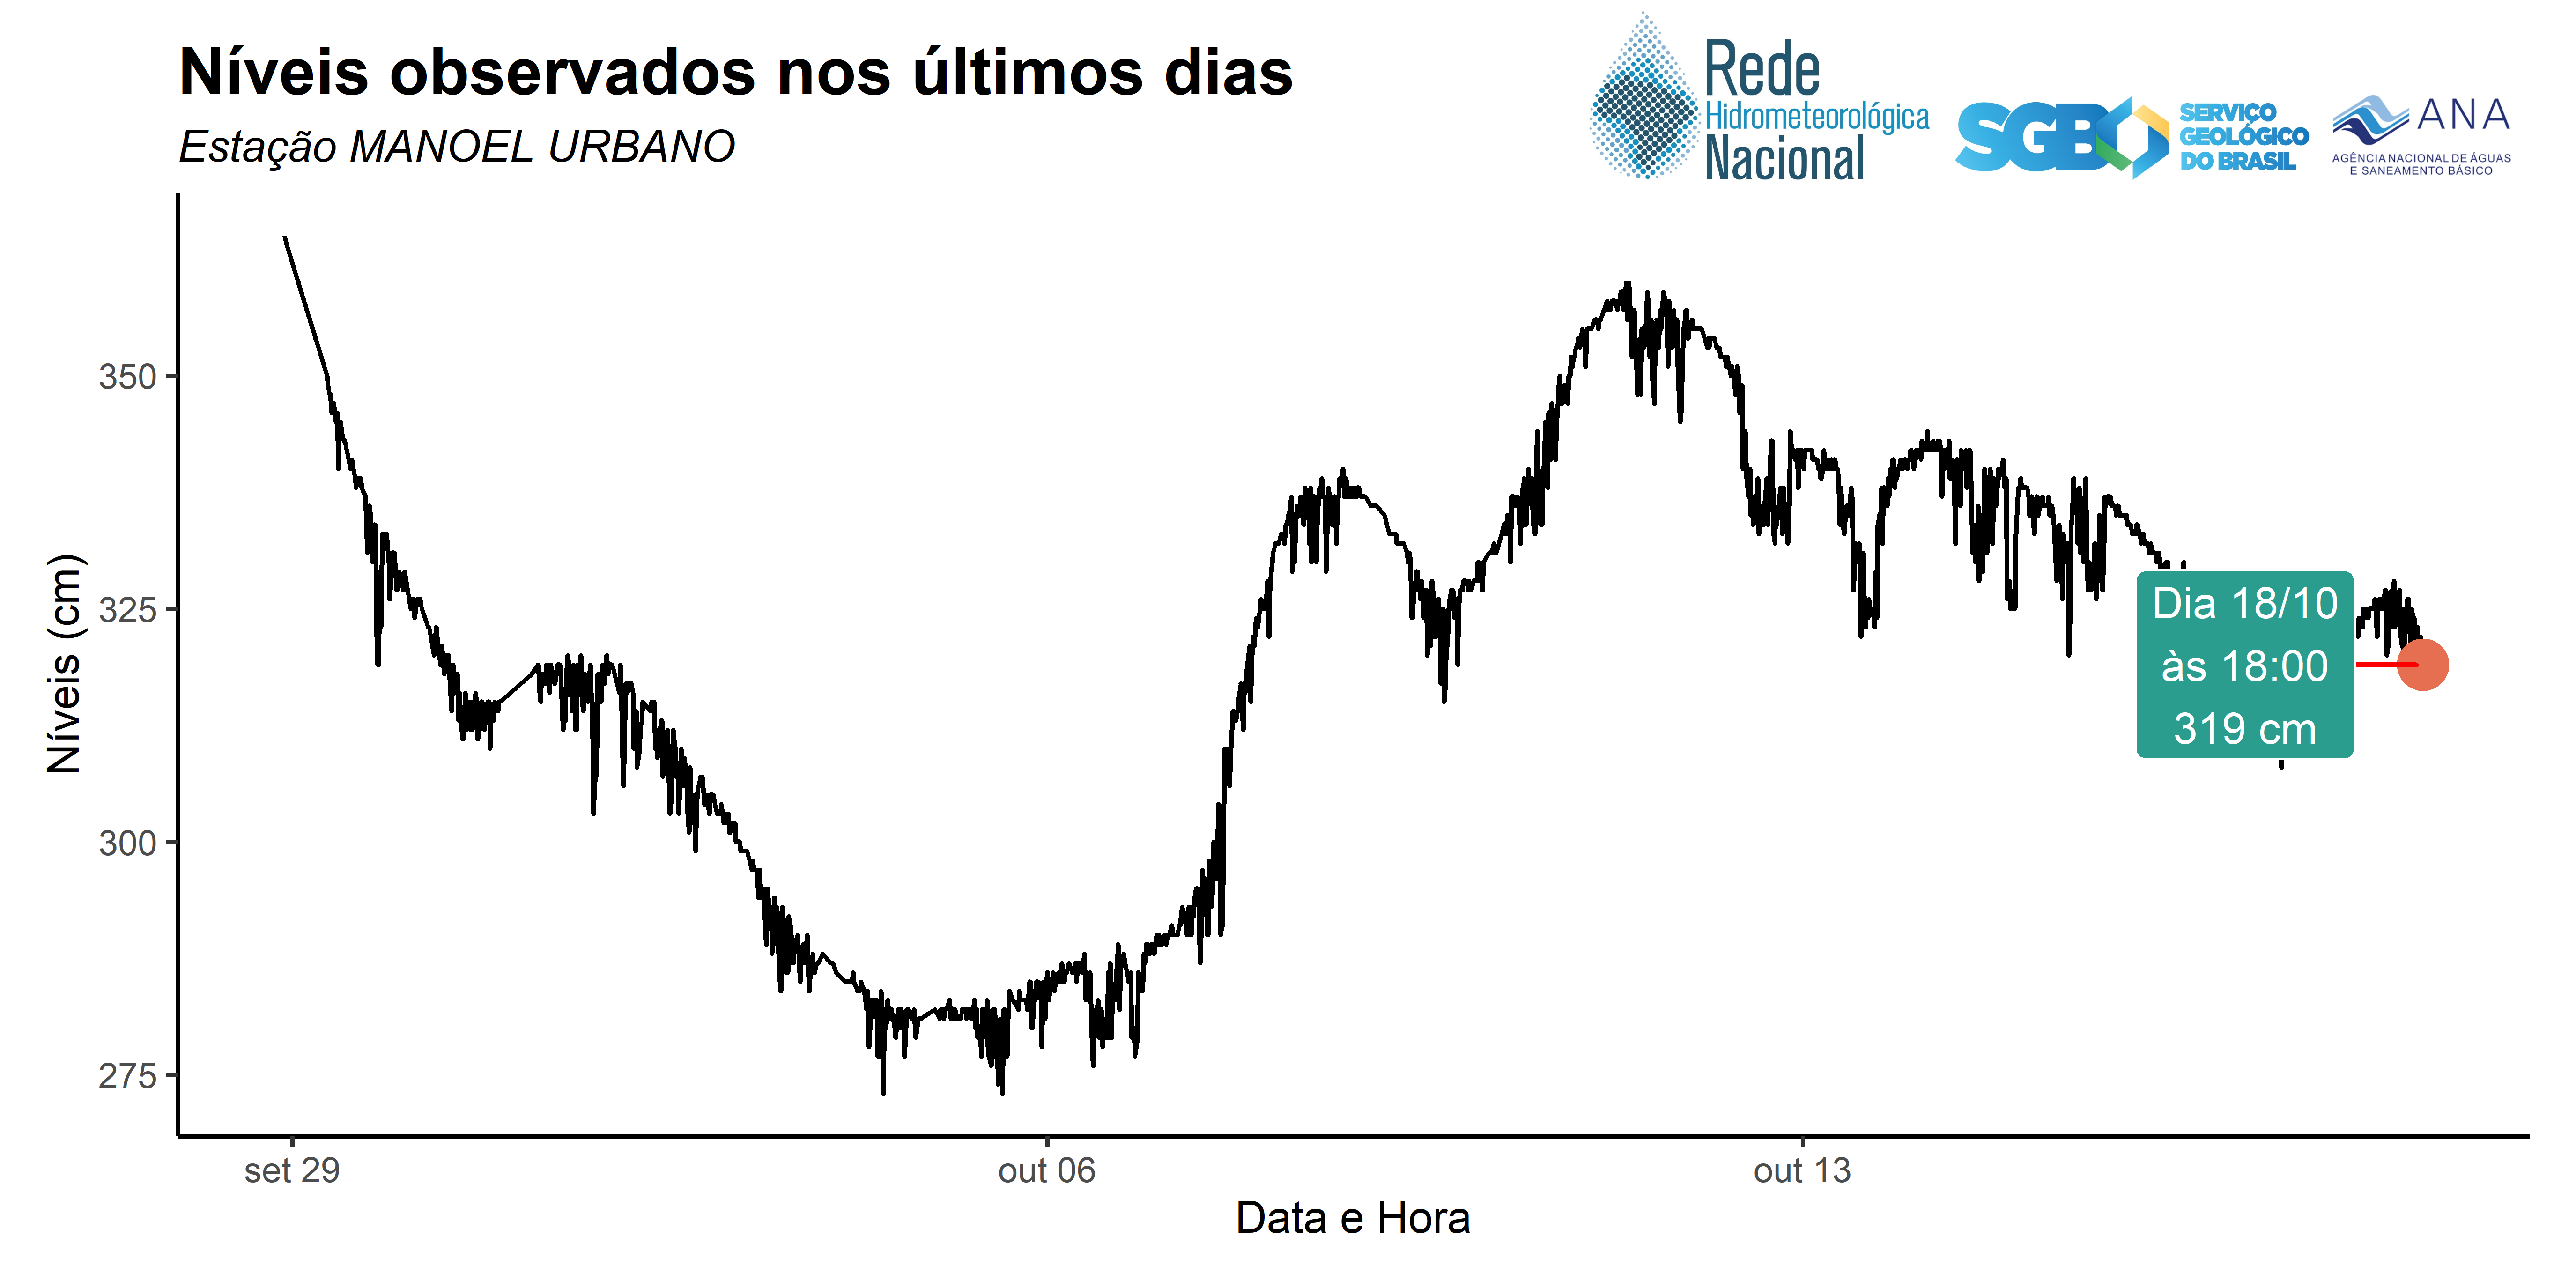 Níveis observados nos últimos dias
Estação MANOEL URBANO
Rede
Hidrometeorológica
Nacional
SGB
SERVIÇO
GEOLÓGICO
DO BRASIL
ANA
AGÊNCIA NACIONAL DE ÁGUAS
E SANEAMENTO BÁSICO
Níveis (cm)
350
325
300
275
Dia 18/10
às 18:00
319 cm
set 29
out 06
out 13
Data e Hora